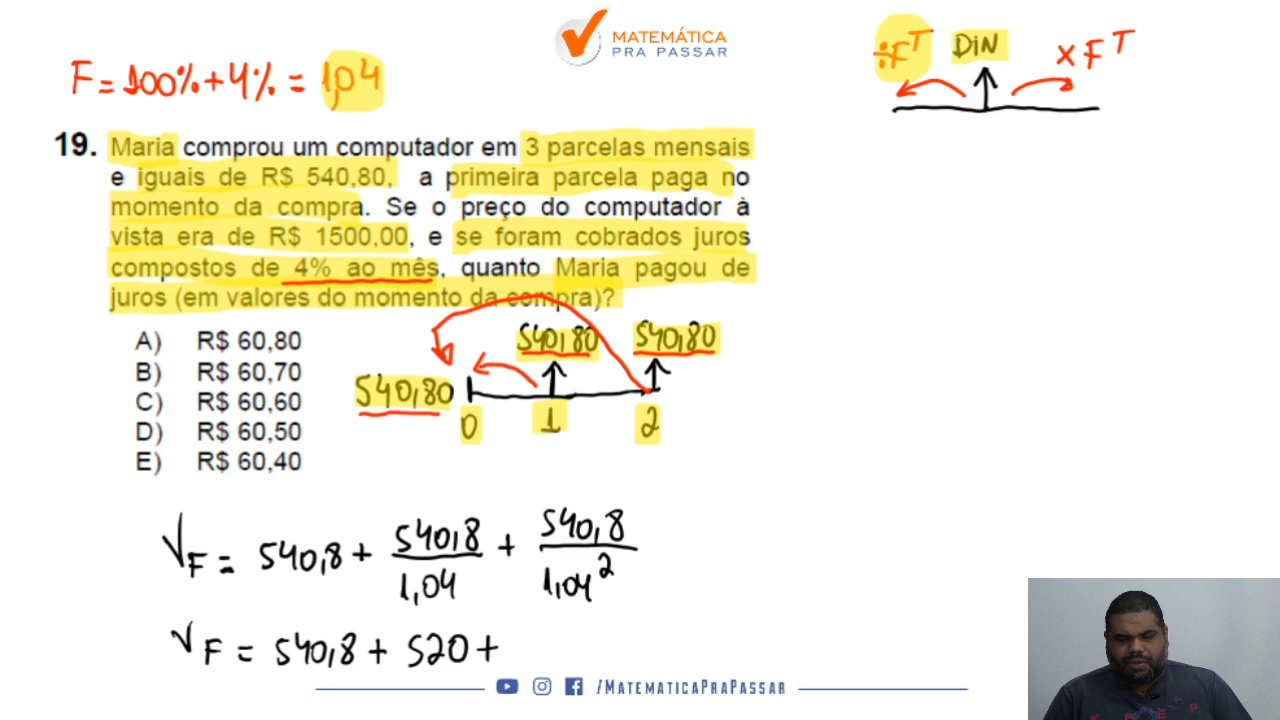 MATEMÁTICA
PRA PASSAR
÷F^T DIN xF^T
F = 100% + 4% = 1,04
19. Maria comprou um computador em 3 parcelas mensais
e iguais de R$ 540,80, a primeira parcela paga no
momento da compra. Se o preço do computador à
vista era de R$ 1500,00, e se foram cobrados juros
compostos de 4% ao mês, quanto Maria pagou de
juros (em valores do momento da compra)?
A) R$ 60,80
B) R$ 60,70
C) R$ 60,60
D) R$ 60,50
E) R$ 60,40
540,80 540,80
540,80
0 1 2
V_F = 540,8 + 540,8/1,04 + 540,8/1,04^2
V_F = 540,8 + 520 +
/MATEMATICAPRAPASSAR